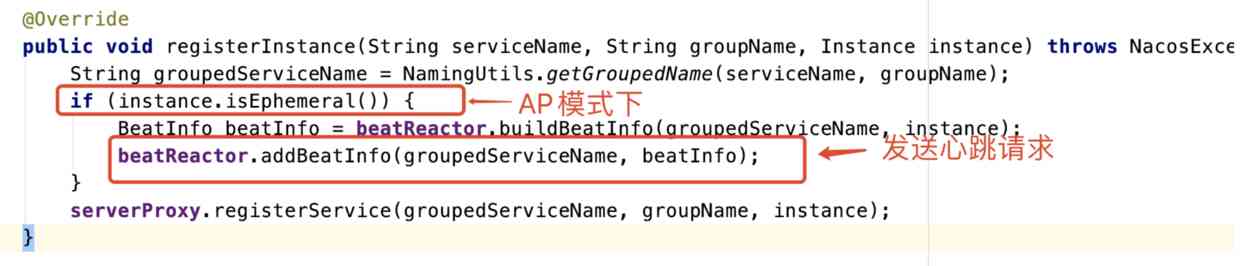 @Override
public void registerInstance(String serviceName, String groupName, Instance instance) throws NacosExce
String groupedServiceName = NamingUtils.getGroupedName(serviceName, groupName);
if (instance.isEphemeral()) {
AP模式下
BeatInfo beatInfo = beatReactor.buildBeatInfo(groupedServiceName, instance);
beatReactor.addBeatInfo(groupedServiceName, beatInfo);
发送心跳请求
}
serverProxy.registerService(groupedServiceName, groupName, instance);
}